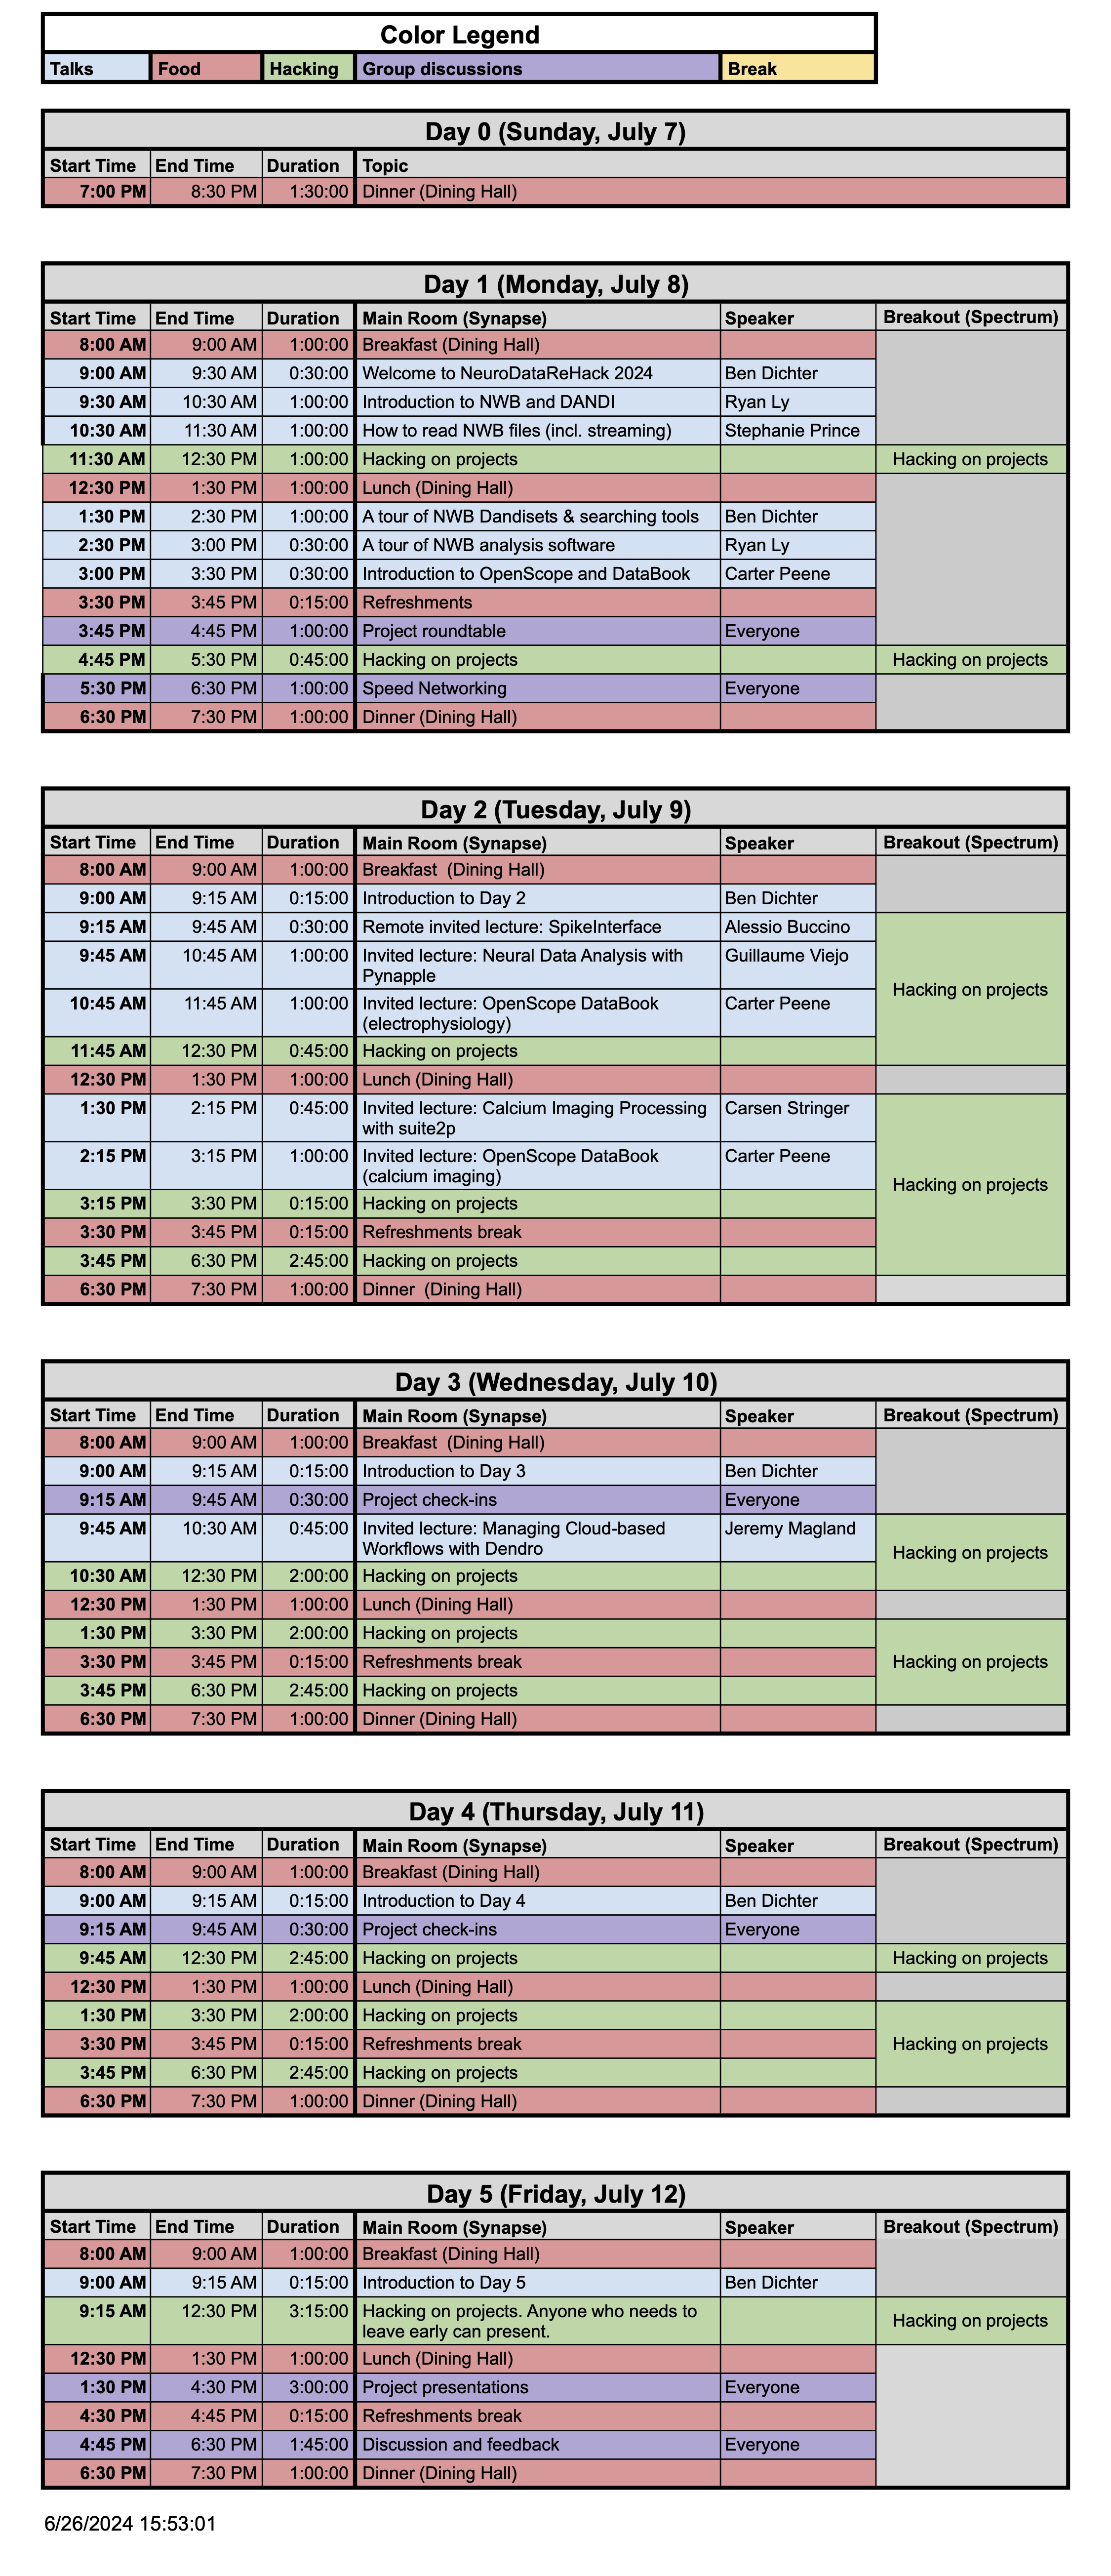 Color Legend
Talks Food Hacking Group discussions Break
Day 0 (Sunday, July 7)
Start Time End Time Duration Topic
7:00 PM 8:30 PM 1:30:00 Dinner (Dining Hall)
Day 1 (Monday, July 8)
Start Time End Time Duration Main Room (Synapse) Speaker Breakout (Spectrum)
8:00 AM 9:00 AM 1:00:00 Breakfast (Dining Hall)
9:00 AM 9:30 AM 0:30:00 Welcome to NeuroDataReHack 2024 Ben Dichter
9:30 AM 10:30 AM 1:00:00 Introduction to NWB and DANDI Ryan Ly
10:30 AM 11:30 AM 1:00:00 How to read NWB files (incl. streaming) Stephanie Prince
11:30 AM 12:30 PM 1:00:00 Hacking on projects Hacking on projects
12:30 PM 1:30 PM 1:00:00 Lunch (Dining Hall)
1:30 PM 2:30 PM 1:00:00 A tour of NWB Dandisets & searching tools Ben Dichter
2:30 PM 3:00 PM 0:30:00 A tour of NWB analysis software Ryan Ly
3:00 PM 3:30 PM 0:30:00 Introduction to OpenScope and DataBook Carter Peene
3:30 PM 3:45 PM 0:15:00 Refreshments
3:45 PM 4:45 PM 1:00:00 Project roundtable Everyone
4:45 PM 5:30 PM 0:45:00 Hacking on projects Hacking on projects
5:30 PM 6:30 PM 1:00:00 Speed Networking Everyone
6:30 PM 7:30 PM 1:00:00 Dinner (Dining Hall)
Day 2 (Tuesday, July 9)
Start Time End Time Duration Main Room (Synapse) Speaker Breakout (Spectrum)
8:00 AM 9:00 AM 1:00:00 Breakfast (Dining Hall)
9:00 AM 9:15 AM 0:15:00 Introduction to Day 2 Ben Dichter
9:15 AM 9:45 AM 0:30:00 Remote invited lecture: SpikeInterface Alessio Buccino
9:45 AM 10:45 AM 1:00:00 Invited lecture: Neural Data Analysis with Guillaume Viejo
Pynapple
Hacking on projects
10:45 AM 11:45 AM 1:00:00 Invited lecture: OpenScope DataBook Carter Peene
(electrophysiology)
11:45 AM 12:30 PM 0:45:00 Hacking on projects
12:30 PM 1:30 PM 1:00:00 Lunch (Dining Hall)
1:30 PM 2:15 PM 0:45:00 Invited lecture: Calcium Imaging Processing Carsen Stringer
with suite2p
2:15 PM 3:15 PM 1:00:00 Invited lecture: OpenScope DataBook Carter Peene
(calcium imaging)
Hacking on projects
3:15 PM 3:30 PM 0:15:00 Hacking on projects
3:30 PM 3:45 PM 0:15:00 Refreshments break
3:45 PM 6:30 PM 2:45:00 Hacking on projects
6:30 PM 7:30 PM 1:00:00 Dinner (Dining Hall)
Day 3 (Wednesday, July 10)
Start Time End Time Duration Main Room (Synapse) Speaker Breakout (Spectrum)
8:00 AM 9:00 AM 1:00:00 Breakfast (Dining Hall)
9:00 AM 9:15 AM 0:15:00 Introduction to Day 3 Ben Dichter
9:15 AM 9:45 AM 0:30:00 Project check-ins Everyone
9:45 AM 10:30 AM 0:45:00 Invited lecture: Managing Cloud-based Jeremy Magland
Workflows with Dendro
Hacking on projects
10:30 AM 12:30 PM 2:00:00 Hacking on projects
12:30 PM 1:30 PM 1:00:00 Lunch (Dining Hall)
1:30 PM 3:30 PM 2:00:00 Hacking on projects
3:30 PM 3:45 PM 0:15:00 Refreshments break Hacking on projects
3:45 PM 6:30 PM 2:45:00 Hacking on projects
6:30 PM 7:30 PM 1:00:00 Dinner (Dining Hall)
Day 4 (Thursday, July 11)
Start Time End Time Duration Main Room (Synapse) Speaker Breakout (Spectrum)
8:00 AM 9:00 AM 1:00:00 Breakfast (Dining Hall)
9:00 AM 9:15 AM 0:15:00 Introduction to Day 4 Ben Dichter
9:15 AM 9:45 AM 0:30:00 Project check-ins Everyone
9:45 AM 12:30 PM 2:45:00 Hacking on projects Hacking on projects
12:30 PM 1:30 PM 1:00:00 Lunch (Dining Hall)
1:30 PM 3:30 PM 2:00:00 Hacking on projects
3:30 PM 3:45 PM 0:15:00 Refreshments break Hacking on projects
3:45 PM 6:30 PM 2:45:00 Hacking on projects
6:30 PM 7:30 PM 1:00:00 Dinner (Dining Hall)
Day 5 (Friday, July 12)
Start Time End Time Duration Main Room (Synapse) Speaker Breakout (Spectrum)
8:00 AM 9:00 AM 1:00:00 Breakfast (Dining Hall)
9:00 AM 9:15 AM 0:15:00 Introduction to Day 5 Ben Dichter
9:15 AM 12:30 PM 3:15:00 Hacking on projects. Anyone who needs to Hacking on projects
leave early can present.
12:30 PM 1:30 PM 1:00:00 Lunch (Dining Hall)
1:30 PM 4:30 PM 3:00:00 Project presentations Everyone
4:30 PM 4:45 PM 0:15:00 Refreshments break
4:45 PM 6:30 PM 1:45:00 Discussion and feedback Everyone
6:30 PM 7:30 PM 1:00:00 Dinner (Dining Hall)
6/26/2024 15:53:01